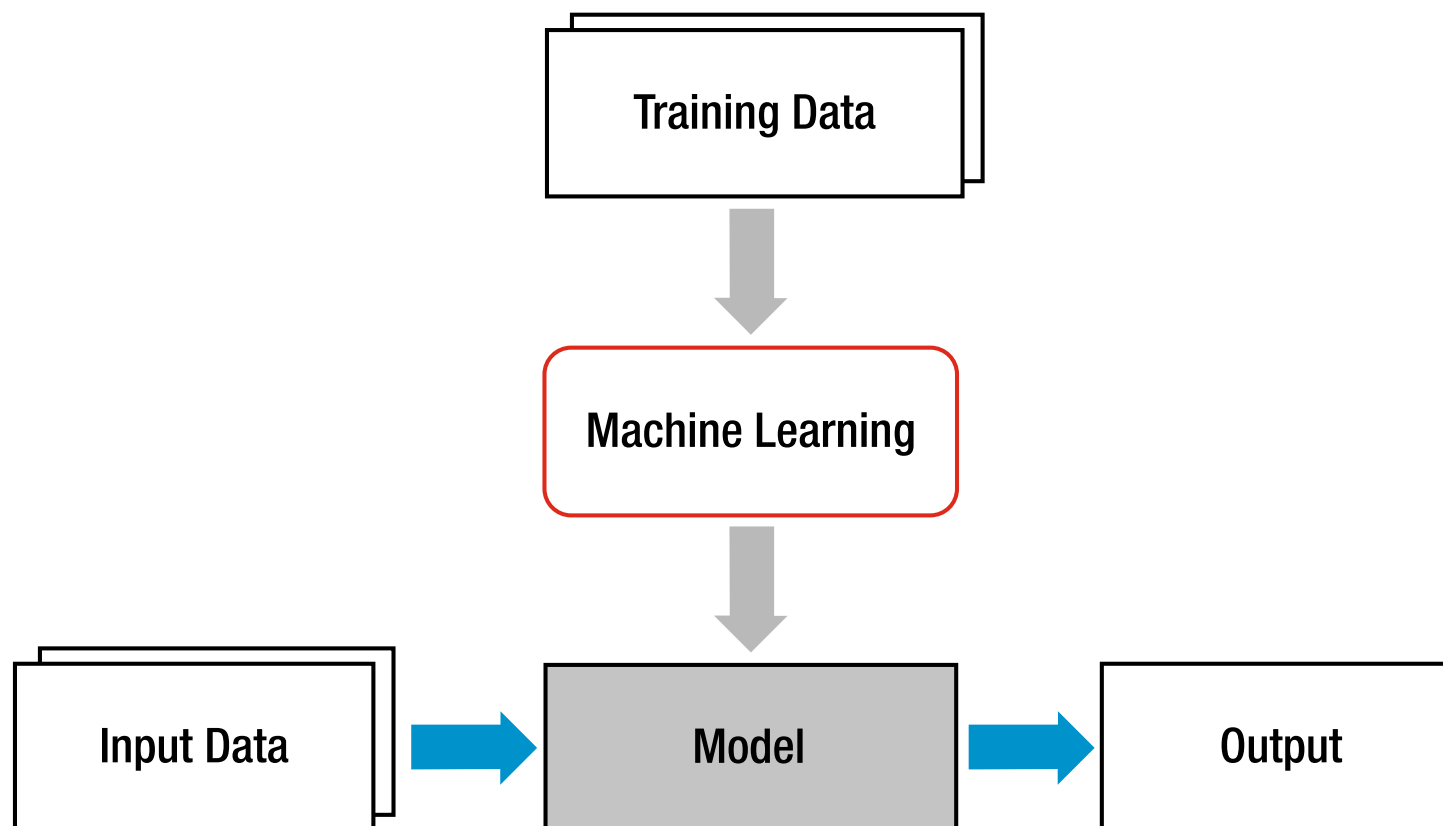 Training Data
Machine Learning
Input Data
Model
Output